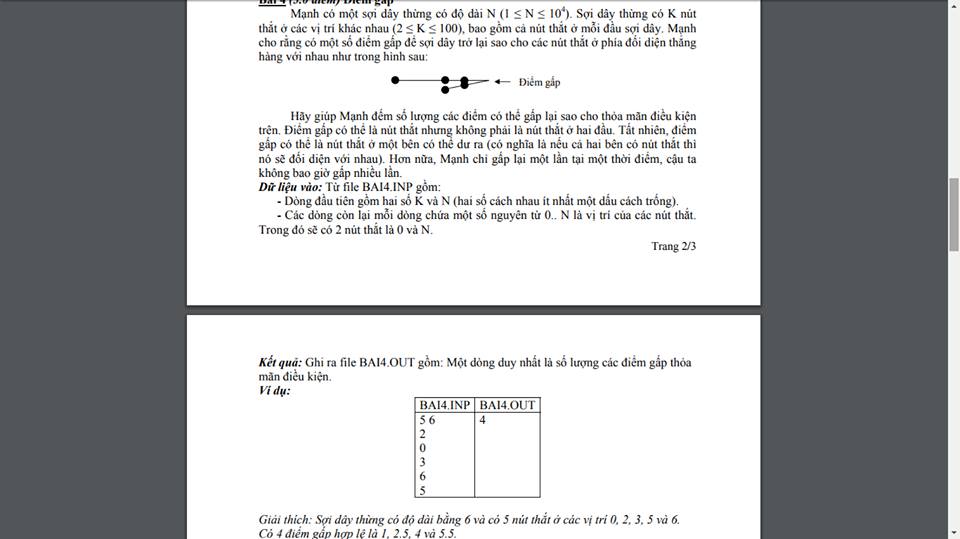 Bài 4 (3.0 điểm) Điểm gấp
Mạnh có một sợi dây thừng có độ dài N (1 ≤ N ≤ 10⁴). Sợi dây thừng có K nút
thắt ở các vị trí khác nhau (2 ≤ K ≤ 100), bao gồm cả nút thắt ở mỗi đầu sợi dây. Mạnh
cho rằng có một số điểm gấp để sợi dây trở lại sao cho các nút thắt ở phía đối diện thẳng
hàng với nhau như trong hình sau:
Điểm gấp
Hãy giúp Mạnh đếm số lượng các điểm có thể gấp lại sao cho thỏa mãn điều kiện
trên. Điểm gấp có thể là nút thắt nhưng không phải là nút thắt ở hai đầu. Tất nhiên, điểm
gấp có thể là nút thắt ở một bên có thể dư ra (có nghĩa là nếu cả hai bên có nút thắt thì
nó sẽ đối diện với nhau). Hơn nữa, Mạnh chỉ gấp lại một lần tại một thời điểm, cậu ta
không bao giờ gấp nhiều lần.
Dữ liệu vào: Từ file BAI4.INP gồm:
- Dòng đầu tiên gồm hai số K và N (hai số cách nhau ít nhất một dấu cách trống).
- Các dòng còn lại mỗi dòng chứa một số nguyên từ 0.. N là vị trí của các nút thắt.
Trong đó sẽ có 2 nút thắt là 0 và N.
Trang 2/3
Kết quả: Ghi ra file BAI4.OUT gồm: Một dòng duy nhất là số lượng các điểm gấp thỏa
mãn điều kiện.
Ví dụ:
BAI4.INP BAI4.OUT
5 6 4
2
0
3
6
5
Giải thích: Sợi dây thừng có độ dài bằng 6 và có 5 nút thắt ở các vị trí 0, 2, 3, 5 và 6.
Có 4 điểm gấp hợp lệ là 1, 2.5, 4 và 5.5.